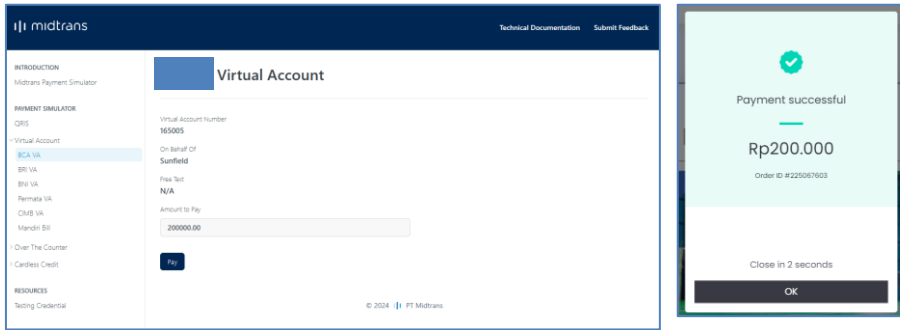 midtrans
Technical Documentation Submit Feedback
INTRODUCTION
Midtrans Payment Simulator
PAYMENT SIMULATOR
QRIS
Virtual Account
BCA VA
BRI VA
BNI VA
Permata VA
CIMB VA
Mandiri Bill
Over The Counter
Cardless Credit
RESOURCES
Testing Credential
Virtual Account
Virtual Account Number
165005
On Behalf Of
Sunfield
Free Text
N/A
Amount to Pay
200000.00
Pay
© 2024 PT Midtrans
Payment successful
Rp200.000
Order ID #225067603
Close in 2 seconds
OK